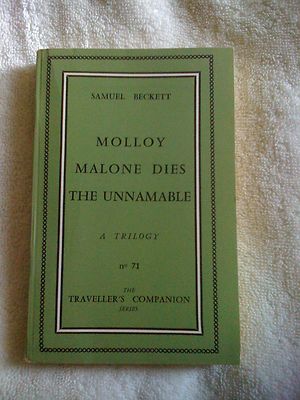 SAMUEL BECKETT
MOLLOY
MALONE DIES
THE UNNAMABLE
A TRILOGY
nº 71
THE
TRAVELLER'S COMPANION
SERIES